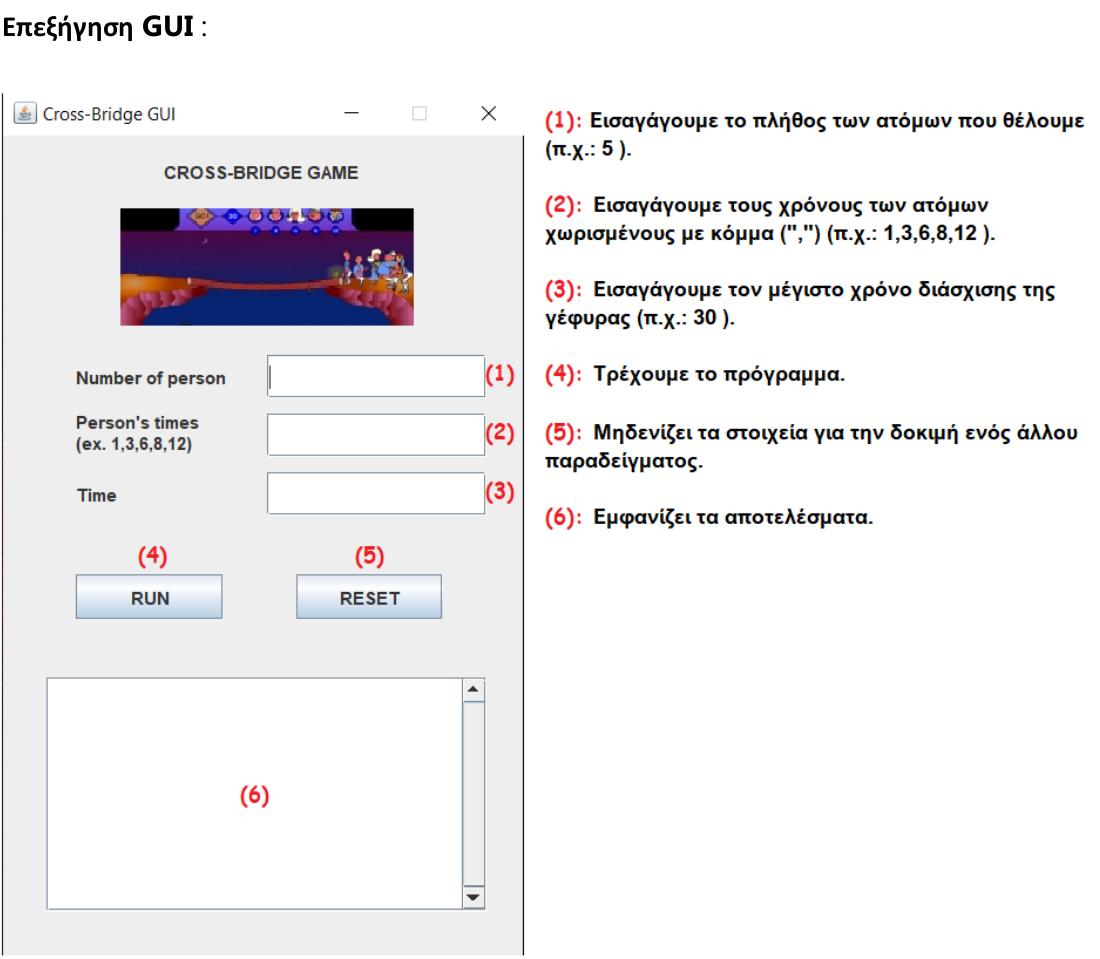 Επεξήγηση GUI :
Cross-Bridge GUI
CROSS-BRIDGE GAME
GO!
30
Number of person
(1)
Person's times
(ex. 1,3,6,8,12)
(2)
Time
(3)
(4)
(5)
RUN
RESET
(6)
(1): Εισαγάγουμε το πλήθος των ατόμων που θέλουμε
(π.χ.: 5 ).
(2): Εισαγάγουμε τους χρόνους των ατόμων
χωρισμένους με κόμμα (",") (π.χ.: 1,3,6,8,12 ).
(3): Εισαγάγουμε τον μέγιστο χρόνο διάσχισης της
γέφυρας (π.χ.: 30 ).
(4): Τρέχουμε το πρόγραμμα.
(5): Μηδενίζει τα στοιχεία για την δοκιμή ενός άλλου
παραδείγματος.
(6): Εμφανίζει τα αποτελέσματα.